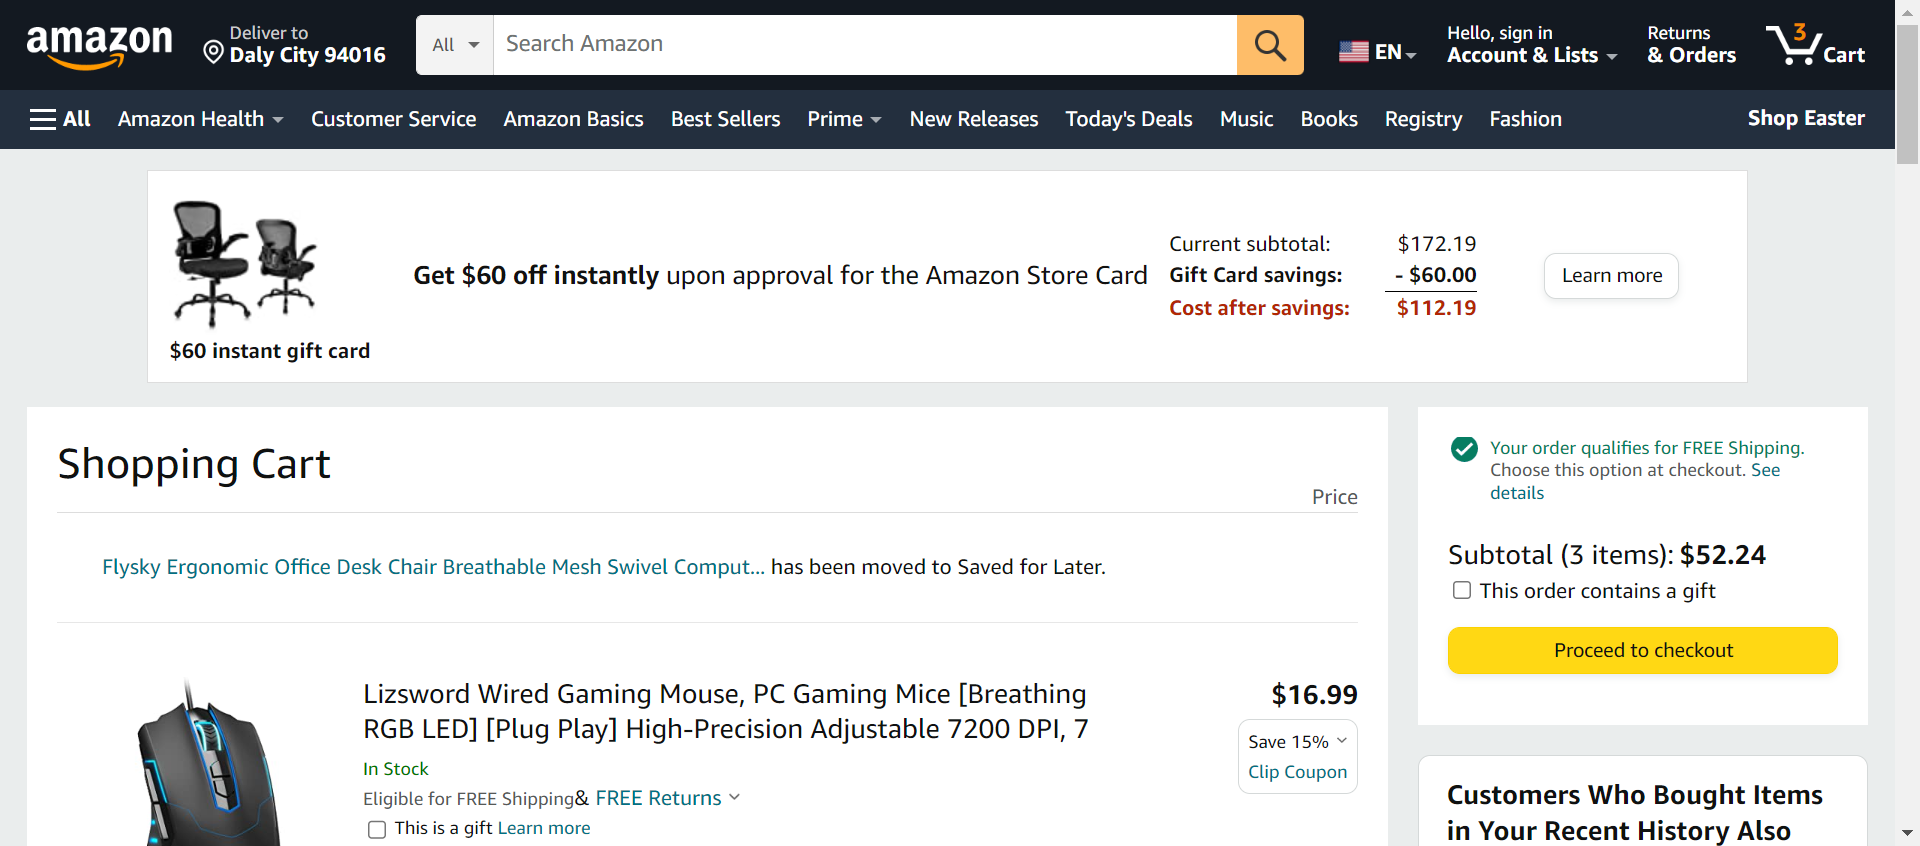 amazon
Deliver to
Daly City 94016
All
Search Amazon
EN
Hello, sign in
Account & Lists
Returns
& Orders
3
Cart
All
Amazon Health
Customer Service
Amazon Basics
Best Sellers
Prime
New Releases
Today's Deals
Music
Books
Registry
Fashion
Shop Easter
$60 instant gift card
Get $60 off instantly upon approval for the Amazon Store Card
Current subtotal: $172.19
Gift Card savings: - $60.00
Cost after savings: $112.19
Learn more
Shopping Cart
Price
Flysky Ergonomic Office Desk Chair Breathable Mesh Swivel Comput... has been moved to Saved for Later.
Lizsword Wired Gaming Mouse, PC Gaming Mice [Breathing
RGB LED] [Plug Play] High-Precision Adjustable 7200 DPI, 7
In Stock
Eligible for FREE Shipping& FREE Returns
This is a gift Learn more
$16.99
Save 15%
Clip Coupon
Your order qualifies for FREE Shipping.
Choose this option at checkout. See
details
Subtotal (3 items): $52.24
This order contains a gift
Proceed to checkout
Customers Who Bought Items
in Your Recent History Also